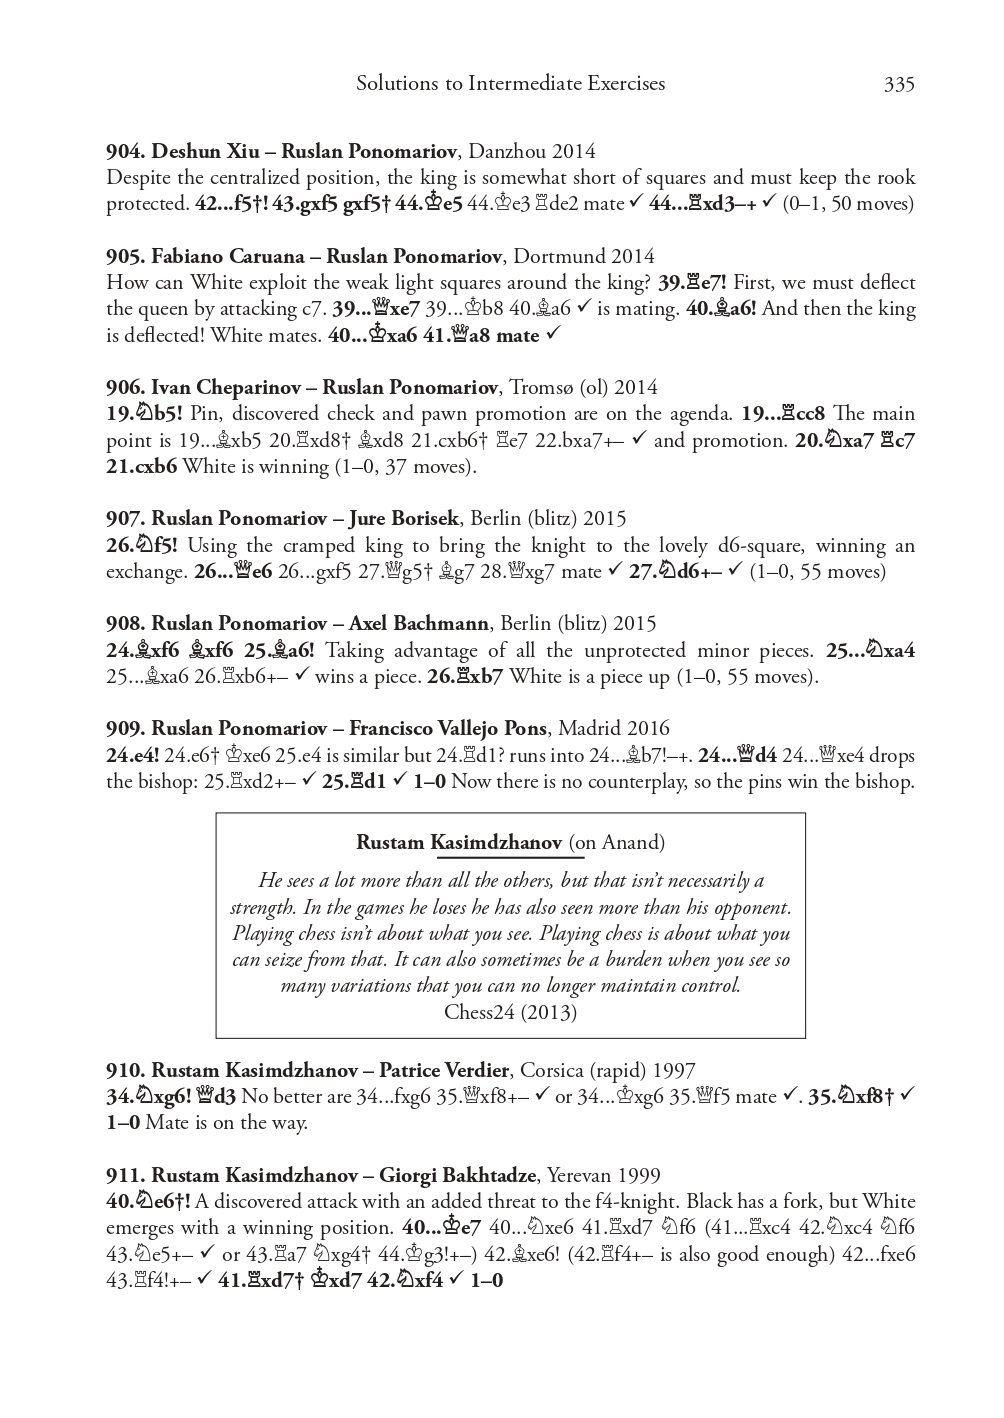 Solutions to Intermediate Exercises 335
904. Deshun Xiu – Ruslan Ponomariov, Danzhou 2014
Despite the centralized position, the king is somewhat short of squares and must keep the rook
protected. 42...f5†! 43.gxf5 gxf5† 44.♔e5 44.♔e3 ♖de2 mate ✓ 44...♖xd3–+ ✓ (0–1, 50 moves)
905. Fabiano Caruana – Ruslan Ponomariov, Dortmund 2014
How can White exploit the weak light squares around the king? 39.♖e7! First, we must deflect
the queen by attacking c7. 39...♕xe7 39...♔b8 40.♗a6 ✓ is mating. 40.♗a6! And then the king
is deflected! White mates. 40...♔xa6 41.♕a8 mate ✓
906. Ivan Cheparinov – Ruslan Ponomariov, Tromsø (ol) 2014
19.♘b5! Pin, discovered check and pawn promotion are on the agenda. 19...♖cc8 The main
point is 19...♗xb5 20.♖xd8† ♗xd8 21.cxb6† ♖e7 22.bxa7+– ✓ and promotion. 20.♘xa7 ♖c7
21.cxb6 White is winning (1–0, 37 moves).
907. Ruslan Ponomariov – Jure Borisek, Berlin (blitz) 2015
26.♘f5! Using the cramped king to bring the knight to the lovely d6-square, winning an
exchange. 26...♕e6 26...gxf5 27.♕g5† ♗g7 28.♕xg7 mate ✓ 27.♘d6+– ✓ (1–0, 55 moves)
908. Ruslan Ponomariov – Axel Bachmann, Berlin (blitz) 2015
24.♗xf6 ♗xf6 25.♗a6! Taking advantage of all the unprotected minor pieces. 25...♘xa4
25...♗xa6 26.♖xb6+– ✓ wins a piece. 26.♖xb7 White is a piece up (1–0, 55 moves).
909. Ruslan Ponomariov – Francisco Vallejo Pons, Madrid 2016
24.e4! 24.e6† ♔xe6 25.e4 is similar but 24.♖d1? runs into 24...♗b7!–+. 24...♕d4 24...♕xe4 drops
the bishop: 25.♖xd2+– ✓ 25.♖d1 ✓ 1–0 Now there is no counterplay, so the pins win the bishop.
Rustam Kasimdzhanov (on Anand)
He sees a lot more than all the others, but that isn't necessarily a
strength. In the games he loses he has also seen more than his opponent.
Playing chess isn't about what you see. Playing chess is about what you
can seize from that. It can also sometimes be a burden when you see so
many variations that you can no longer maintain control.
Chess24 (2013)
910. Rustam Kasimdzhanov – Patrice Verdier, Corsica (rapid) 1997
34.♘xg6! ♕d3 No better are 34...fxg6 35.♕xf8+– ✓ or 34...♔xg6 35.♕f5 mate ✓. 35.♘xf8† ✓
1–0 Mate is on the way.
911. Rustam Kasimdzhanov – Giorgi Bakhtadze, Yerevan 1999
40.♘e6†! A discovered attack with an added threat to the f4-knight. Black has a fork, but White
emerges with a winning position. 40...♔e7 40...♘xe6 41.♖xd7 ♘f6 (41...♖xc4 42.♘xc4 ♘f6
43.♘e5+– ✓ or 43.♖a7 ♘xg4† 44.♔g3!+–) 42.♗xe6! (42.♖f4+– is also good enough) 42...fxe6
43.♖f4!+– ✓ 41.♖xd7† ♔xd7 42.♘xf4 ✓ 1–0